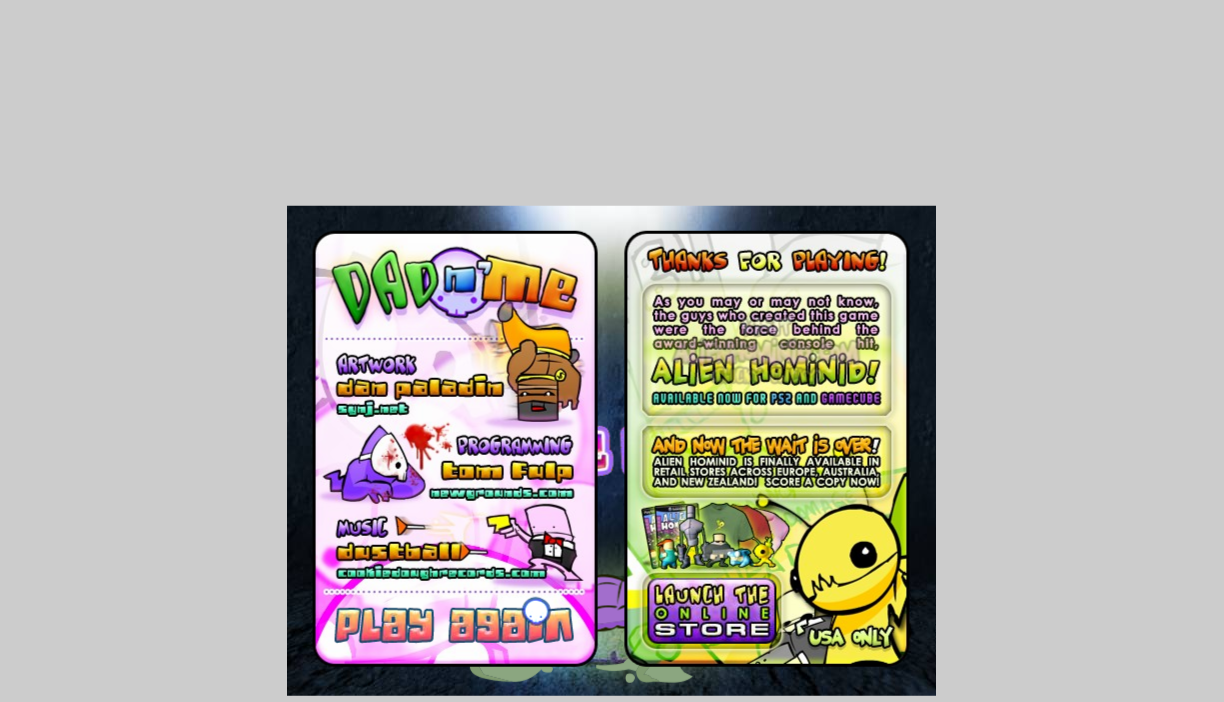 DAD n' ME
ARTWORK
dan paladin
synj.net
PROGRAMMING
tom fulp
newgrounds.com
MUSIC
dustball
cookiedoughrecords.com
play again
THANKS FOR PLAYING!
As you may or may not know,
the guys who created this game
were the force behind the
award-winning console hit,
ALIEN HOMINID!
AVAILABLE NOW FOR PS2 AND GAMECUBE
AND NOW THE WAIT IS OVER!
ALIEN HOMINID IS FINALLY AVAILABLE IN
RETAIL STORES ACROSS EUROPE, AUSTRALIA,
AND NEW ZEALAND! SCORE A COPY NOW!
LAUNCH THE
ONLINE
STORE
USA ONLY